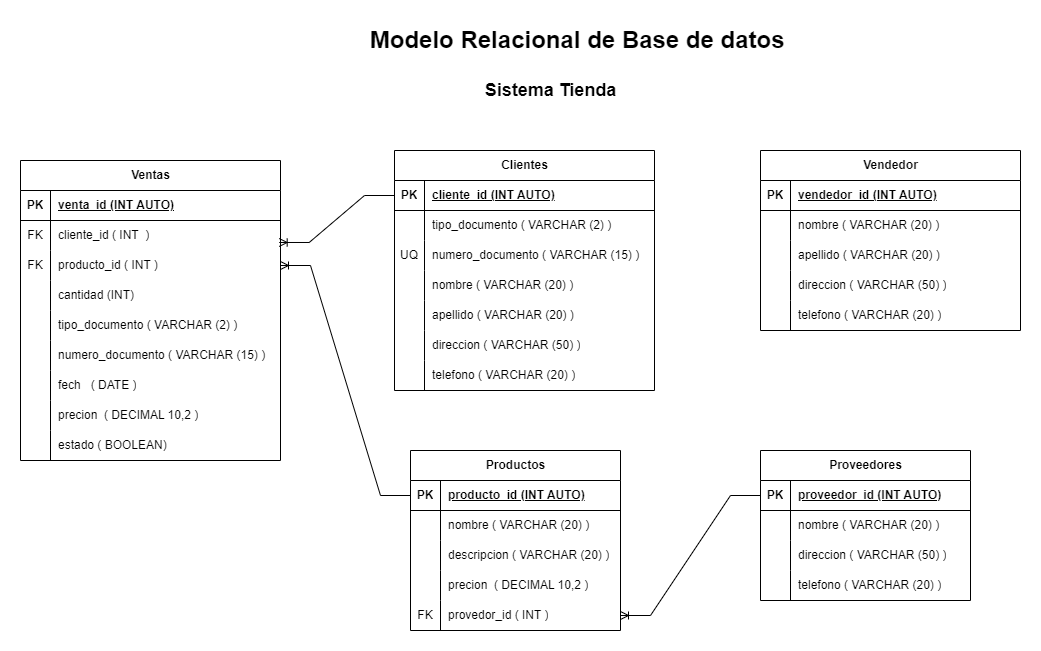 Modelo Relacional de Base de datos
Sistema Tienda
Ventas
PK venta_id (INT AUTO)
FK cliente_id ( INT  )
FK producto_id ( INT )
cantidad (INT)
tipo_documento ( VARCHAR (2) )
numero_documento ( VARCHAR (15) )
fech   ( DATE )
precion  ( DECIMAL 10,2 )
estado ( BOOLEAN)
Clientes
PK cliente_id (INT AUTO)
tipo_documento ( VARCHAR (2) )
UQ numero_documento ( VARCHAR (15) )
nombre ( VARCHAR (20) )
apellido ( VARCHAR (20) )
direccion ( VARCHAR (50) )
telefono ( VARCHAR (20) )
Vendedor
PK vendedor_id (INT AUTO)
nombre ( VARCHAR (20) )
apellido ( VARCHAR (20) )
direccion ( VARCHAR (50) )
telefono ( VARCHAR (20) )
Productos
PK producto_id (INT AUTO)
nombre ( VARCHAR (20) )
descripcion ( VARCHAR (20) )
precion  ( DECIMAL 10,2 )
FK provedor_id ( INT )
Proveedores
PK proveedor_id (INT AUTO)
nombre ( VARCHAR (20) )
direccion ( VARCHAR (50) )
telefono ( VARCHAR (20) )